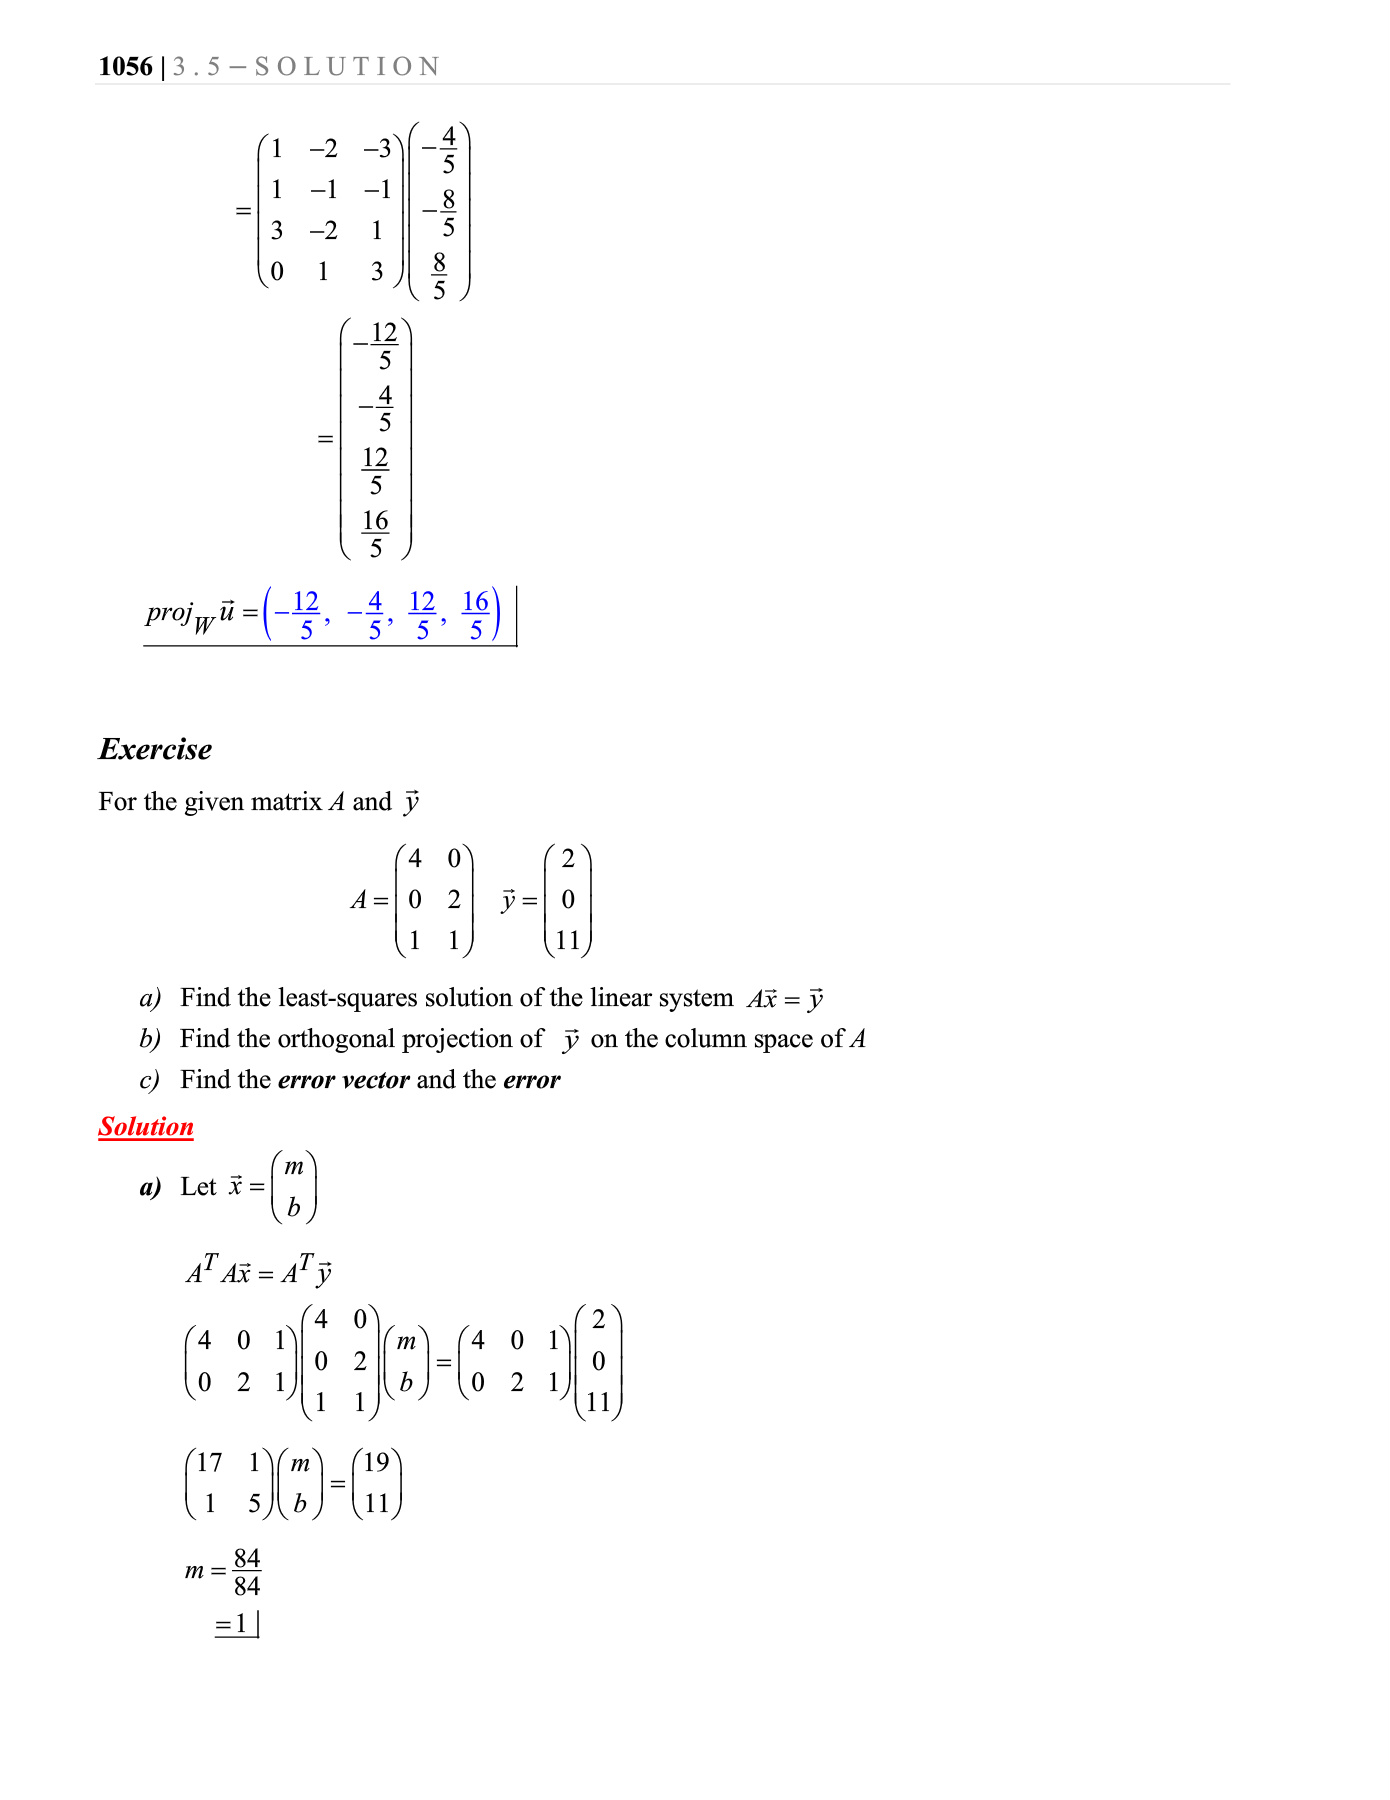 1056 | 3 . 5 – S O L U T I O N
= \begin{pmatrix} 1 & -2 & -3 \\ 1 & -1 & -1 \\ 3 & -2 & 1 \\ 0 & 1 & 3 \end{pmatrix} \begin{pmatrix} -\frac{4}{5} \\ -\frac{8}{5} \\ \frac{8}{5} \end{pmatrix}
= \begin{pmatrix} -\frac{12}{5} \\ -\frac{4}{5} \\ \frac{12}{5} \\ \frac{16}{5} \end{pmatrix}
proj_W \vec{u} = \left( -\frac{12}{5}, -\frac{4}{5}, \frac{12}{5}, \frac{16}{5} \right)
Exercise
For the given matrix A and \vec{y}
A = \begin{pmatrix} 4 & 0 \\ 0 & 2 \\ 1 & 1 \end{pmatrix} \vec{y} = \begin{pmatrix} 2 \\ 0 \\ 11 \end{pmatrix}
a) Find the least-squares solution of the linear system A\vec{x} = \vec{y}
b) Find the orthogonal projection of \vec{y} on the column space of A
c) Find the error vector and the error
Solution
a) Let \vec{x} = \begin{pmatrix} m \\ b \end{pmatrix}
A^T A\vec{x} = A^T \vec{y}
\begin{pmatrix} 4 & 0 & 1 \\ 0 & 2 & 1 \end{pmatrix} \begin{pmatrix} 4 & 0 \\ 0 & 2 \\ 1 & 1 \end{pmatrix} \begin{pmatrix} m \\ b \end{pmatrix} = \begin{pmatrix} 4 & 0 & 1 \\ 0 & 2 & 1 \end{pmatrix} \begin{pmatrix} 2 \\ 0 \\ 11 \end{pmatrix}
\begin{pmatrix} 17 & 1 \\ 1 & 5 \end{pmatrix} \begin{pmatrix} m \\ b \end{pmatrix} = \begin{pmatrix} 19 \\ 11 \end{pmatrix}
m = \frac{84}{84}
= 1